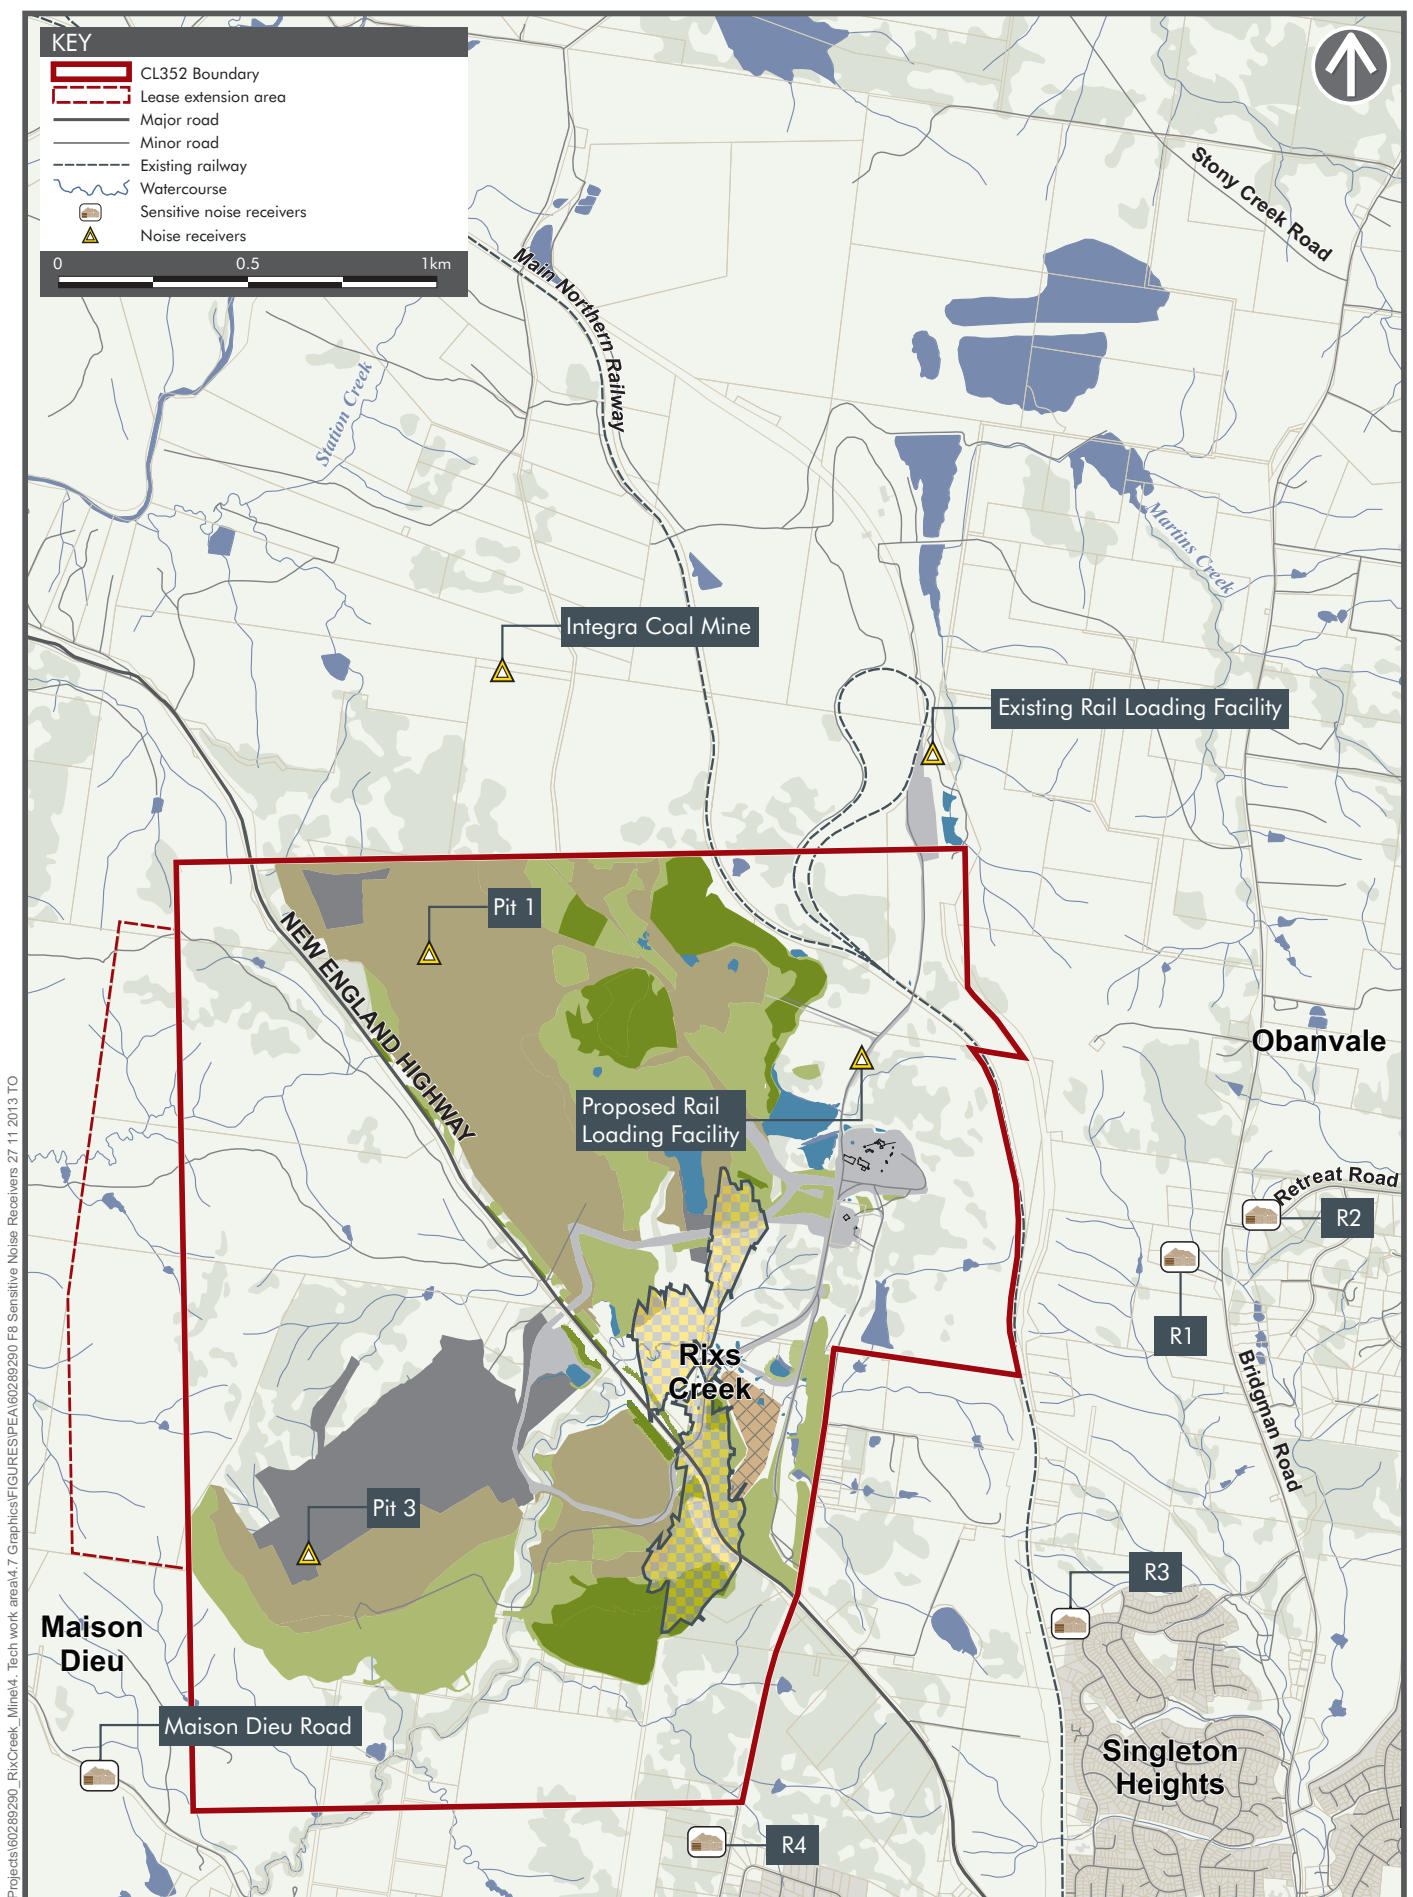 KEY
CL352 Boundary
Lease extension area
Major road
Minor road
Existing railway
Watercourse
Sensitive noise receivers
Noise receivers
0 0.5 1km
Stony Creek Road
Main Northern Railway
Station Creek
Martins Creek
Integra Coal Mine
Existing Rail Loading Facility
Pit 1
NEW ENGLAND HIGHWAY
Obanvale
Proposed Rail
Loading Facility
Retreat Road
R2
R1
Rixs
Creek
Bridgman Road
Pit 3
R3
Maison
Dieu
Maison Dieu Road
Singleton
Heights
R4
Projects\60289290_RixCreek_Mine\4. Tech work area\4.7 Graphics\FIGURES\PEA\60289290 F8 Sensitive Noise Receivers 27 11 2013 TO